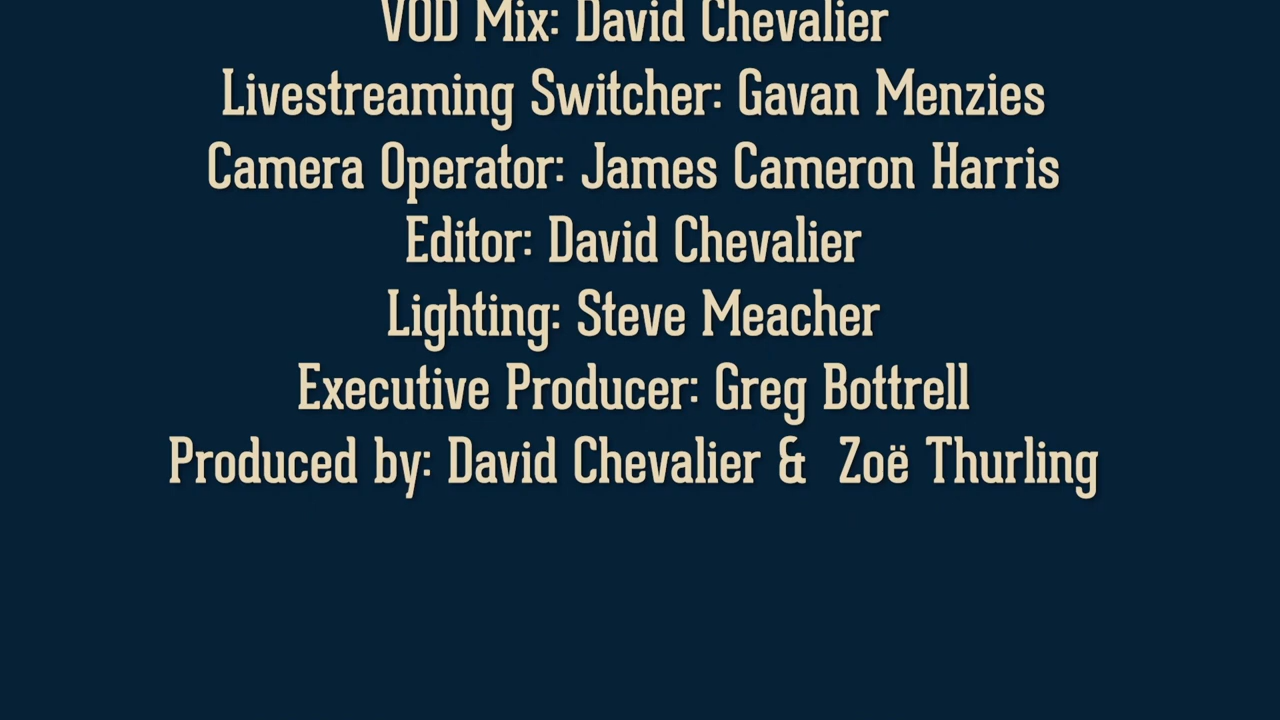 VOD Mix: David Chevalier
Livestreaming Switcher: Gavan Menzies
Camera Operator: James Cameron Harris
Editor: David Chevalier
Lighting: Steve Meacher
Executive Producer: Greg Bottrell
Produced by: David Chevalier & Zoë Thurling